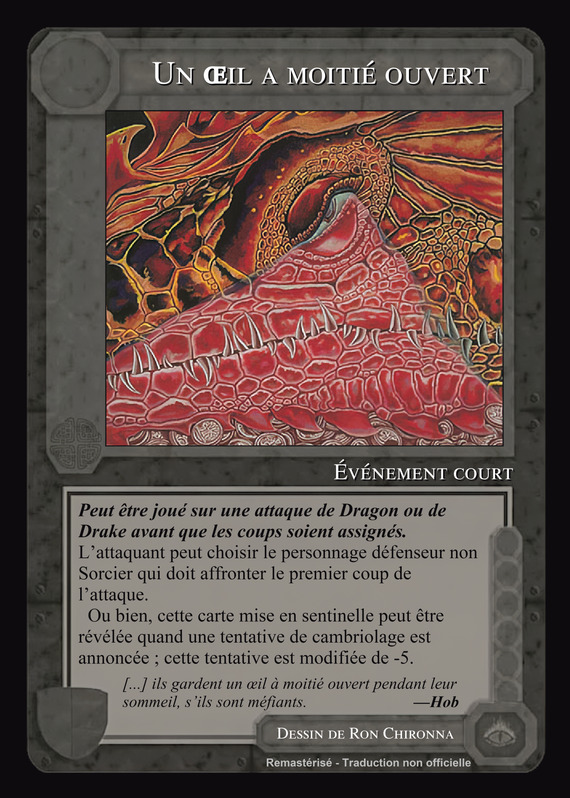 Un Œil a moitié ouvert
Événement court
Peut être joué sur une attaque de Dragon ou de
Drake avant que les coups soient assignés.
L'attaquant peut choisir le personnage défenseur non
Sorcier qui doit affronter le premier coup de
l'attaque.
Ou bien, cette carte mise en sentinelle peut être
révélée quand une tentative de cambriolage est
annoncée ; cette tentative est modifiée de -5.
[...] ils gardent un œil à moitié ouvert pendant leur
sommeil, s'ils sont méfiants. —Hob
Dessin de Ron Chironna
Remastérisé - Traduction non officielle